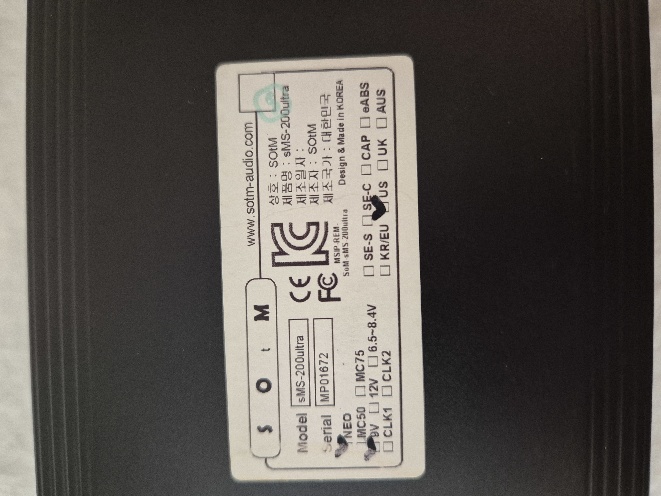 SOtM
www.sotm-audio.com
Model sMS-200ultra
Serial MP01672
CE FC
MSIP-REM-
SoM-sMS 200ultra
상호 : SOtM
제품명 : sMS-200ultra
제조일자 :
제조자 : SOtM
제조국가 : 대한민국
Design & Made in KOREA
NEO
MC50 MC75
9V 12V 6.5~8.4V
CLK1 CLK2
SE-S SE-C CAP eABS
KR/EU US UK AUS